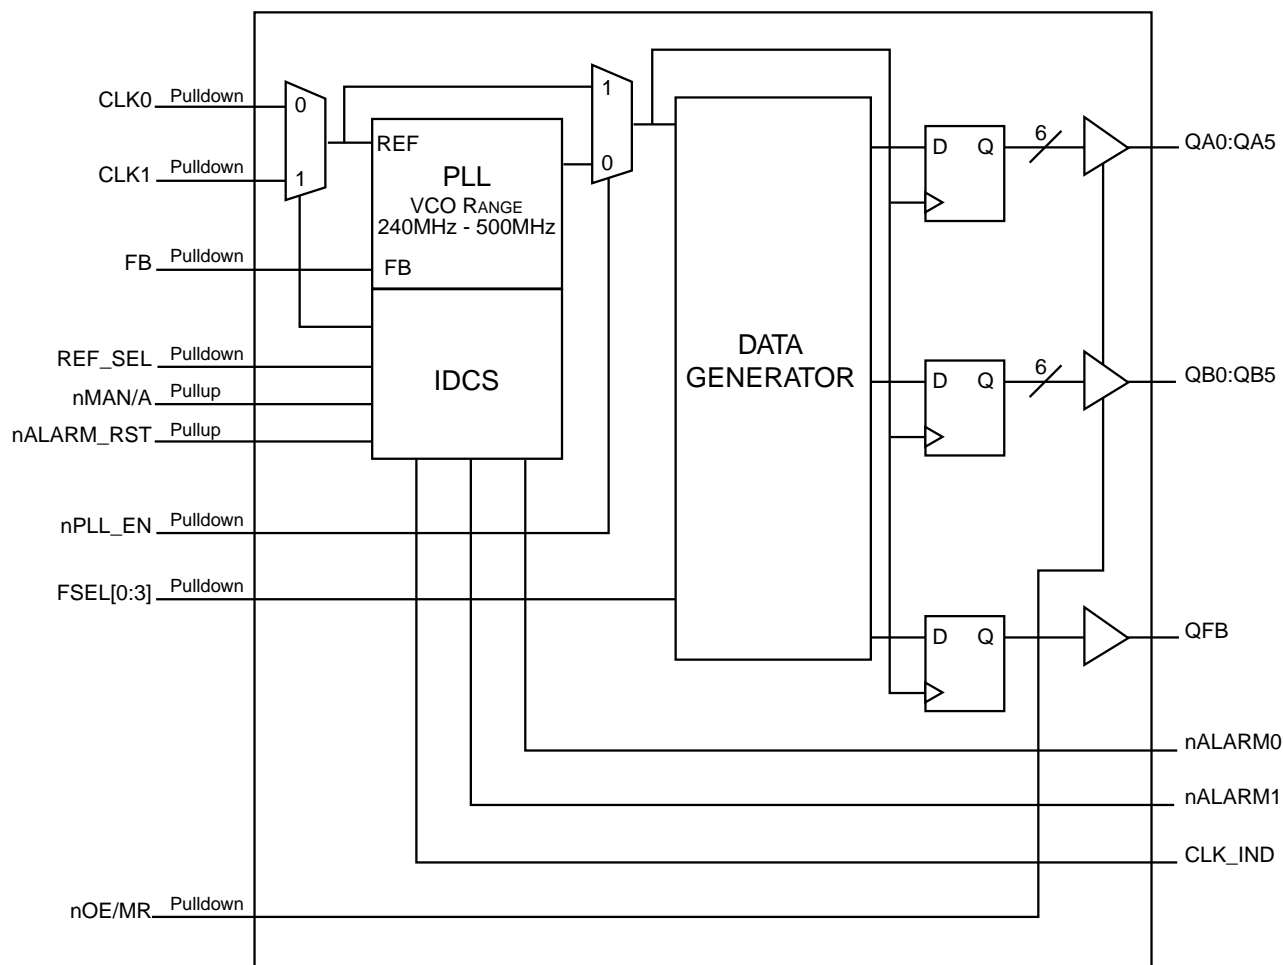 CLK0 Pulldown
0
1
CLK1 Pulldown
1
0
REF
PLL
VCO RANGE
240MHz - 500MHz
FB Pulldown
FB
REF_SEL Pulldown
nMAN/A Pullup
nALARM_RST Pullup
IDCS
nPLL_EN Pulldown
FSEL[0:3] Pulldown
DATA
GENERATOR
D Q
6
QA0:QA5
D Q
6
QB0:QB5
D Q
QFB
nALARM0
nALARM1
CLK_IND
nOE/MR Pulldown